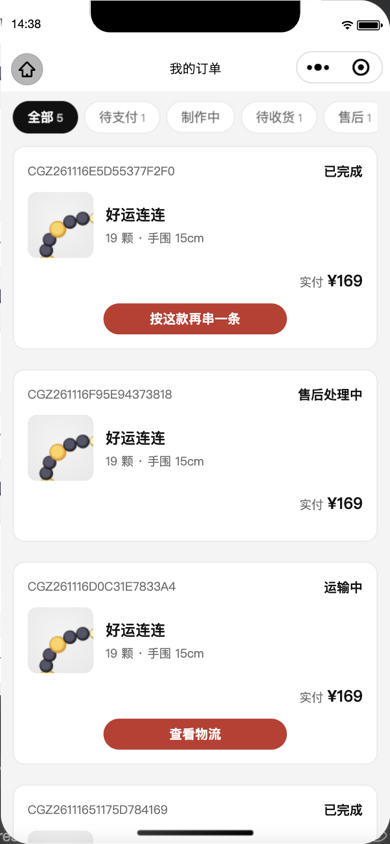 14:38
我的订单
全部 5
待支付 1
制作中
待收货 1
售后 1
CGZ261116E5D55377F2F0
已完成
好运连连
19 颗 · 手围 15cm
实付 ¥169
按这款再串一条
CGZ261116F95E94373818
售后处理中
好运连连
19 颗 · 手围 15cm
实付 ¥169
CGZ261116D0C31E7833A4
运输中
好运连连
19 颗 · 手围 15cm
实付 ¥169
查看物流
CGZ26111651175D784169
已完成